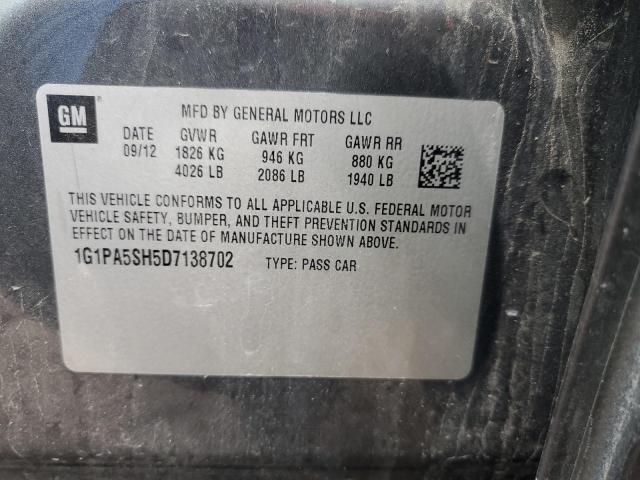 GM
MFD BY GENERAL MOTORS LLC
DATE GVWR GAWR FRT GAWR RR
09/12 1826 KG 946 KG 880 KG
4026 LB 2086 LB 1940 LB
THIS VEHICLE CONFORMS TO ALL APPLICABLE U.S. FEDERAL MOTOR
VEHICLE SAFETY, BUMPER, AND THEFT PREVENTION STANDARDS IN
EFFECT ON THE DATE OF MANUFACTURE SHOWN ABOVE.
1G1PA5SH5D7138702 TYPE: PASS CAR